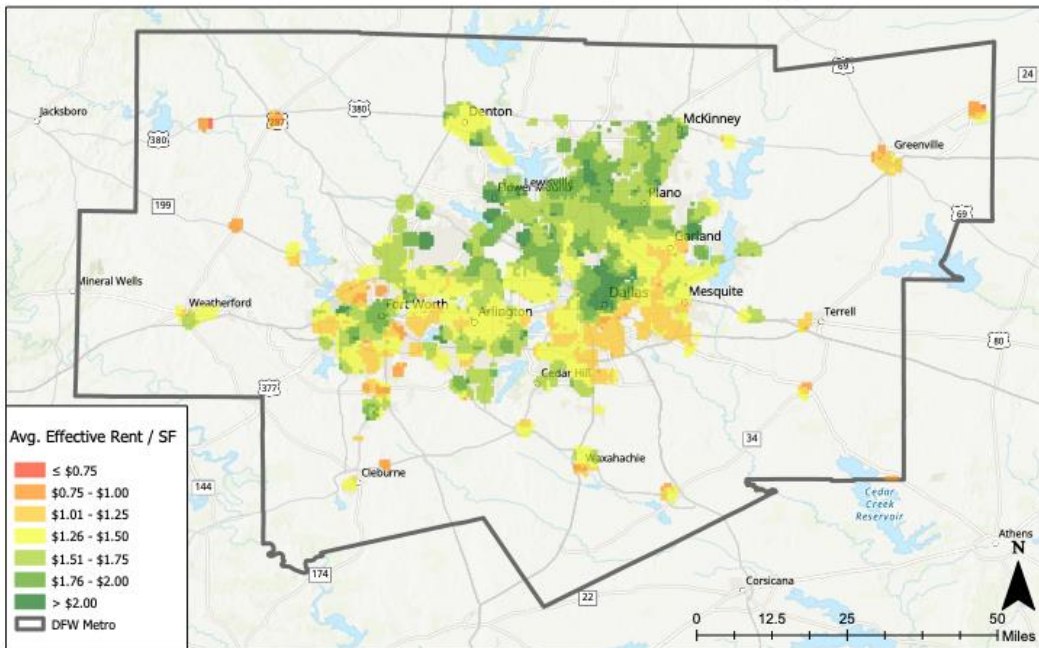 69
24
Jacksboro
380
287
380
Denton
McKinney
Greenville
Lewisville
Flower Mound
Plano
199
69
Garland
Mineral Wells
Weatherford
Fort Worth
Arlington
Dallas
Mesquite
Terrell
80
377
Cedar Hill
34
Waxahachie
Cleburne
144
Cedar
Creek
Reservoir
Athens
174
22
Corsicana
N
0 12.5 25 50
Miles
Avg. Effective Rent / SF
≤ $0.75
$0.75 - $1.00
$1.01 - $1.25
$1.26 - $1.50
$1.51 - $1.75
$1.76 - $2.00
> $2.00
DFW Metro